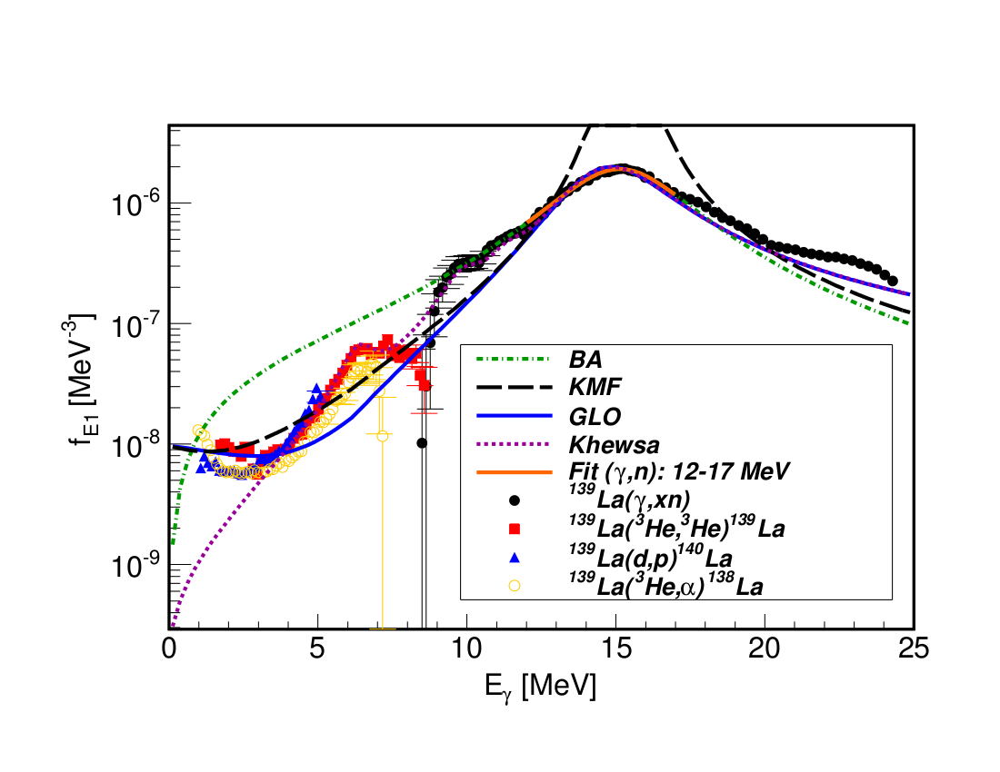 f_E1 [MeV^-3]
10^-6
10^-7
10^-8
10^-9
BA
KMF
GLO
Khewsa
Fit (γ,n): 12-17 MeV
^139La(γ,xn)
^139La(^3He,^3He)^139La
^139La(d,p)^140La
^139La(^3He,α)^138La
0 5 10 15 20 25
E_γ [MeV]